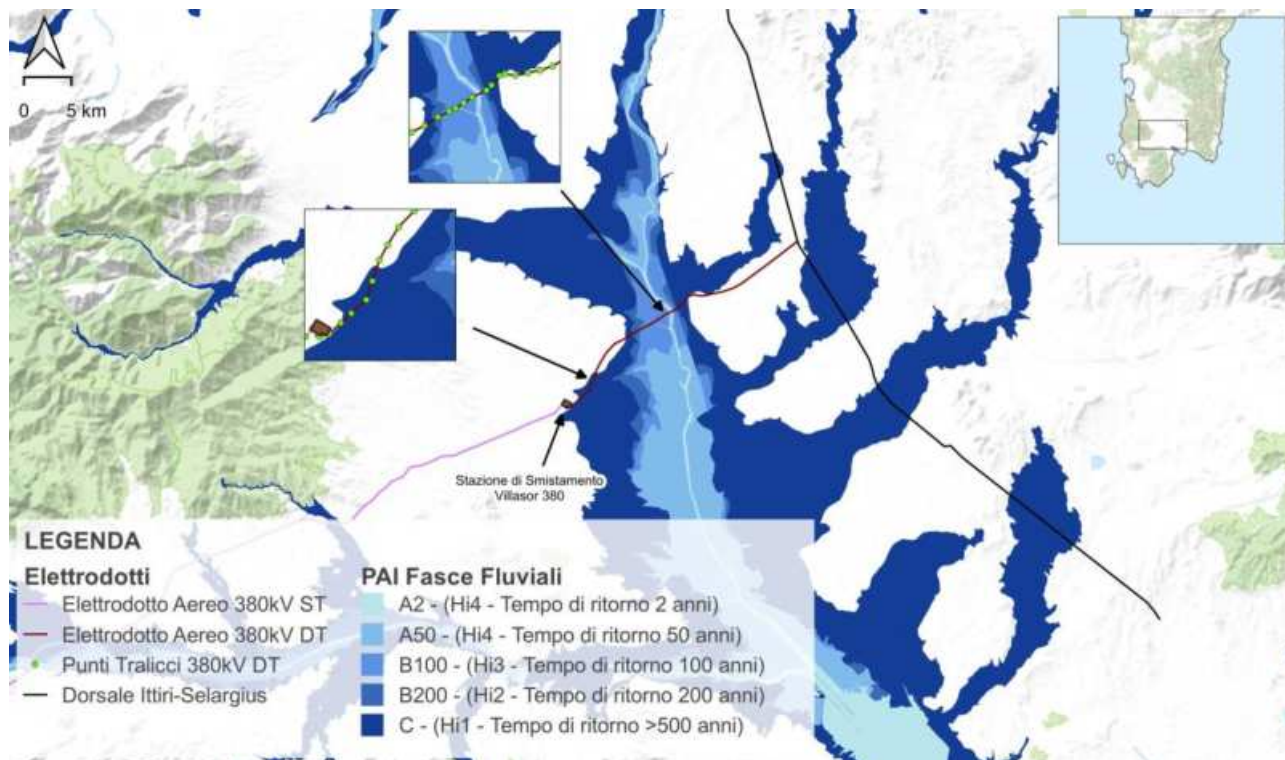 0 5 km
Stazione di Smistamento
Villasor 380
LEGENDA
Elettrodotti
Elettrodotto Aereo 380kV ST
Elettrodotto Aereo 380kV DT
Punti Tralicci 380kV DT
Dorsale Ittiri-Selargius
PAI Fasce Fluviali
A2 - (Hi4 - Tempo di ritorno 2 anni)
A50 - (Hi4 - Tempo di ritorno 50 anni)
B100 - (Hi3 - Tempo di ritorno 100 anni)
B200 - (Hi2 - Tempo di ritorno 200 anni)
C - (Hi1 - Tempo di ritorno >500 anni)